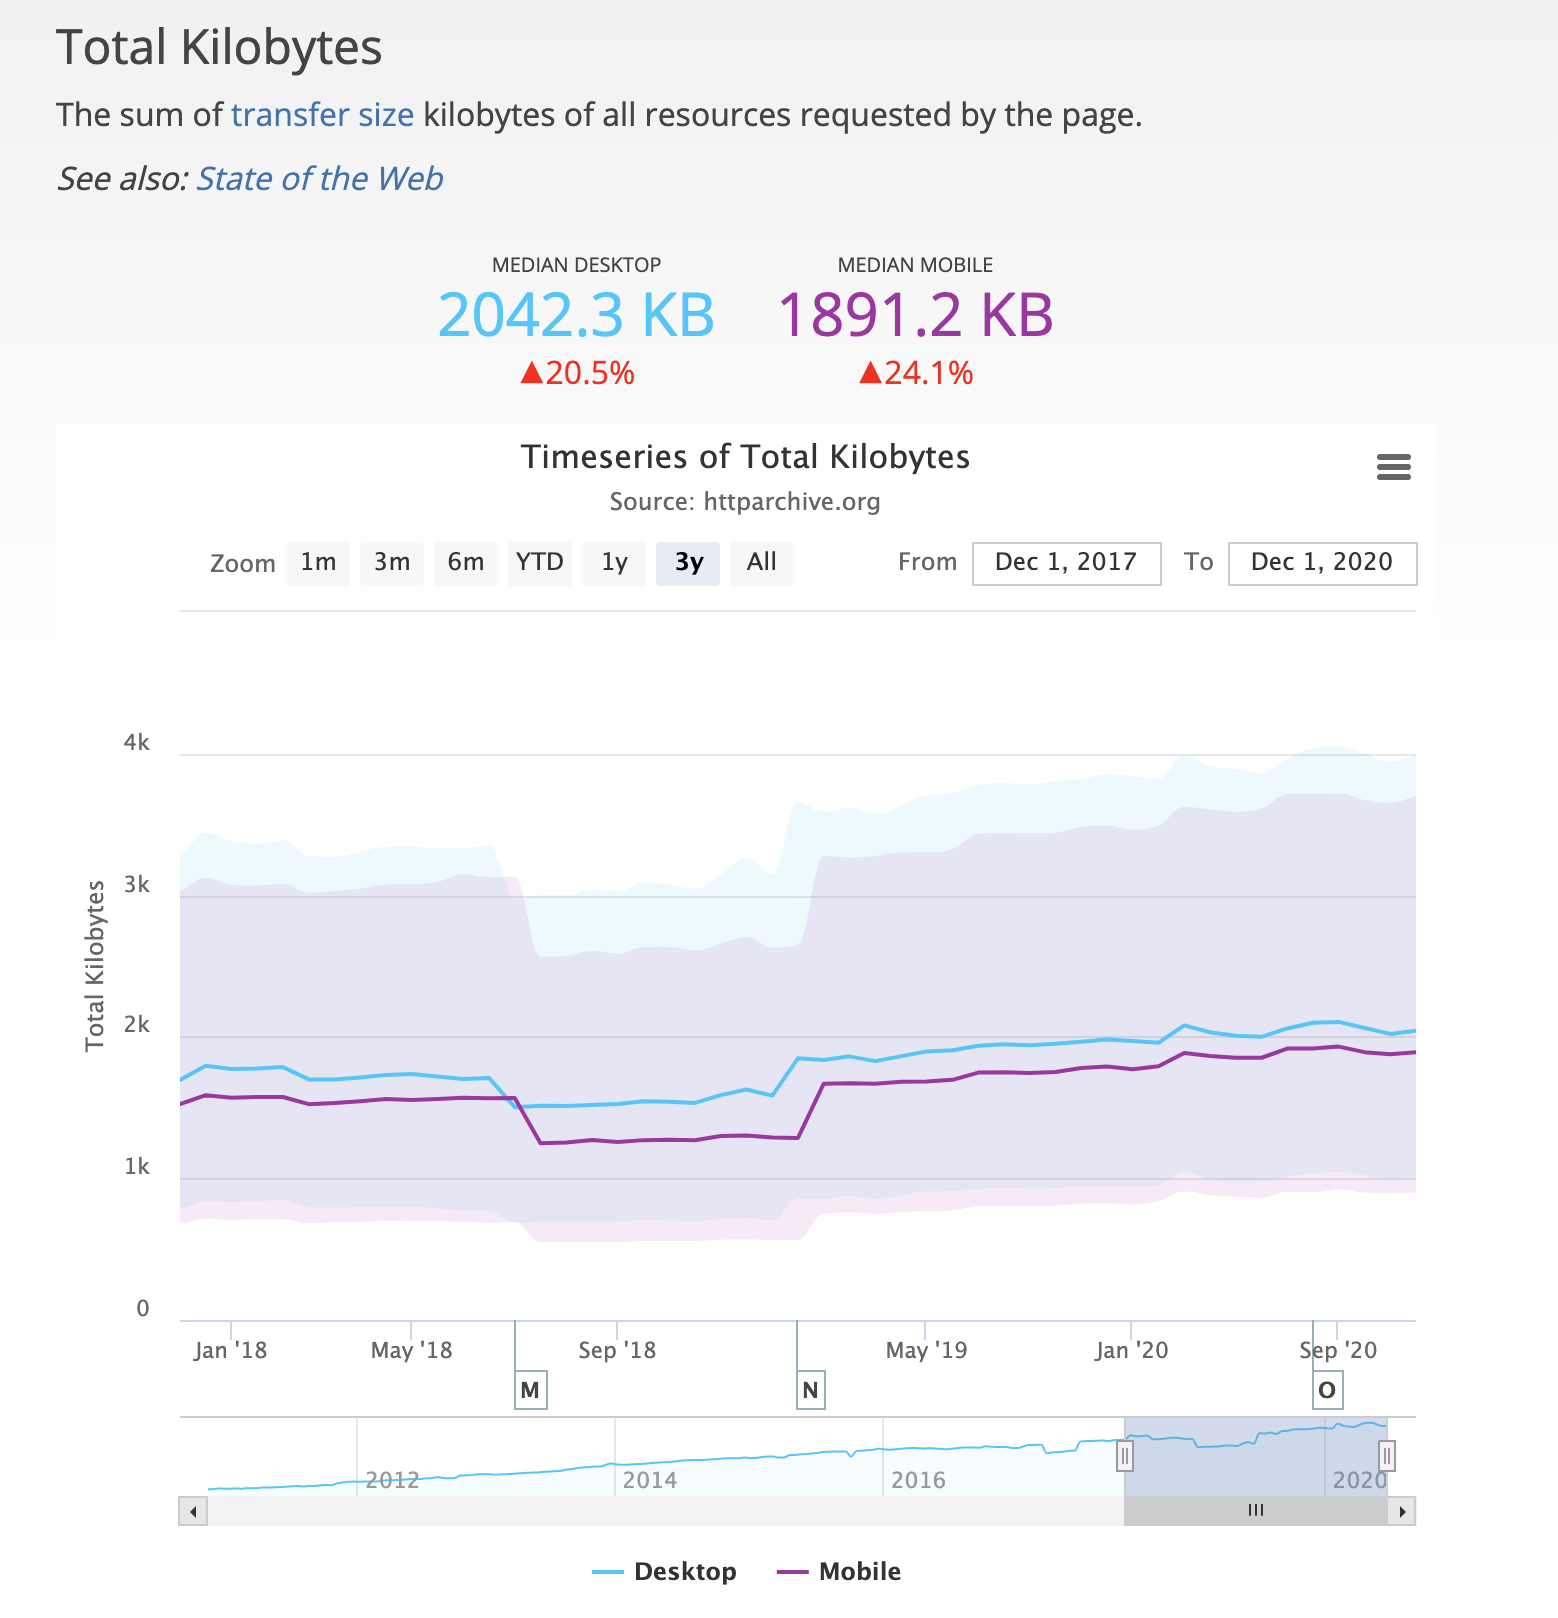 Total Kilobytes
The sum of transfer size kilobytes of all resources requested by the page.
See also: State of the Web
MEDIAN DESKTOP
2042.3 KB
▲20.5%
MEDIAN MOBILE
1891.2 KB
▲24.1%
Timeseries of Total Kilobytes
Source: httparchive.org
Zoom 1m 3m 6m YTD 1y 3y All From Dec 1, 2017 To Dec 1, 2020
Total Kilobytes
4k
3k
2k
1k
0
Jan '18 May '18 Sep '18 May '19 Jan '20 Sep '20
M N O
2012 2014 2016 2020
Desktop Mobile